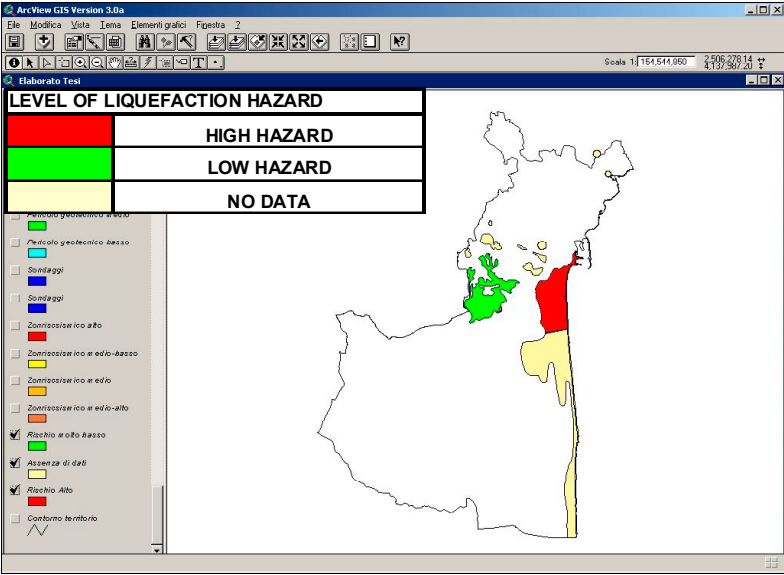 ArcView GIS Version 3.0a
File Modifica Vista Tema Elementi grafici Finestra ?
Scala 1: 154,544,850 2,506,278.14
4,137,987.20
Elaborato Tesi
LEVEL OF LIQUEFACTION HAZARD
HIGH HAZARD
LOW HAZARD
NO DATA
Pericolo geotecnico medio
Pericolo geotecnico basso
Sondaggi
Sondaggi
Zonrisosismico alto
Zonrisosismico medio-basso
Zonrisosismico medio
Zonrisosismico medio-alto
Rischio molto basso
Assenza di dati
Rischio Alto
Contorno territorio